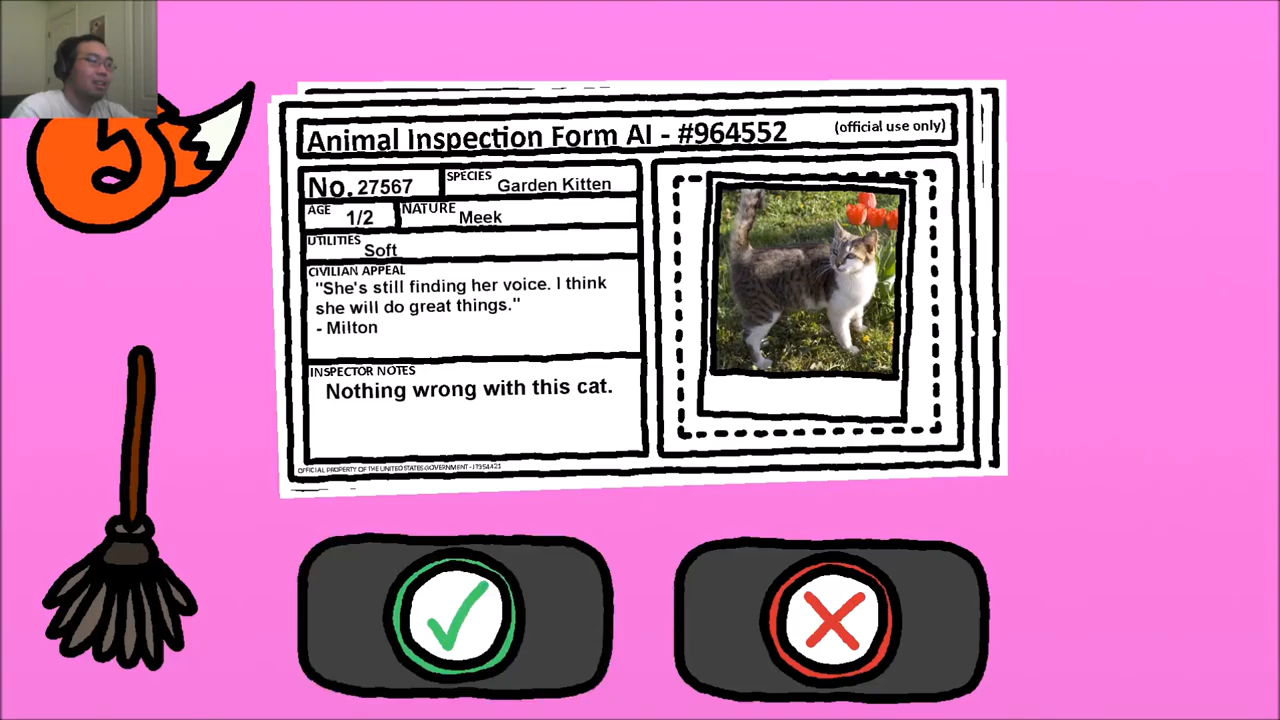 5
Animal Inspection Form AI - #964552
(official use only)
No. 27567
SPECIES
Garden Kitten
AGE
1/2
NATURE
Meek
UTILITIES
Soft
CIVILIAN APPEAL
"She's still finding her voice. I think
she will do great things."
- Milton
INSPECTOR NOTES
Nothing wrong with this cat.